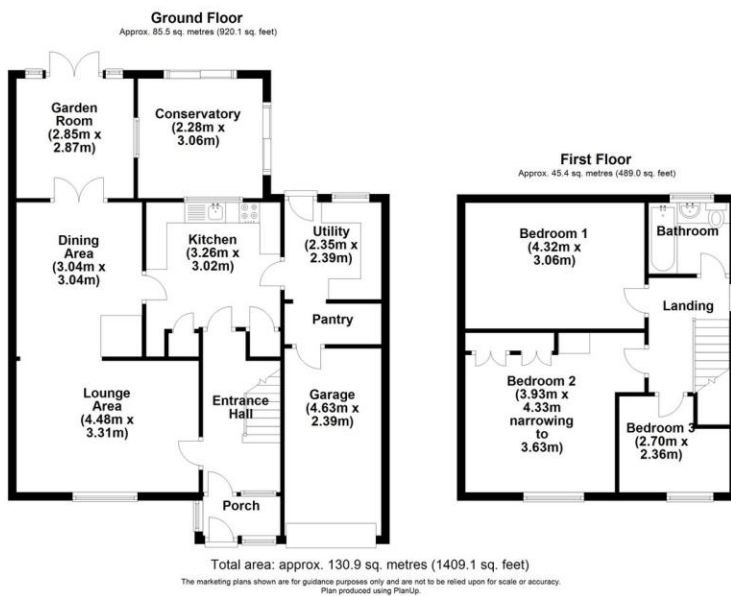 Ground Floor
Approx. 85.5 sq. metres (920.1 sq. feet)
Garden
Room
(2.85m x
2.87m)
Conservatory
(2.28m x
3.06m)
Dining
Area
(3.04m x
3.04m)
Kitchen
(3.26m x
3.02m)
Utility
(2.35m x
2.39m)
Pantry
Lounge
Area
(4.48m x
3.31m)
Entrance
Hall
Garage
(4.63m x
2.39m)
Porch
First Floor
Approx. 45.4 sq. metres (489.0 sq. feet)
Bedroom 1
(4.32m x
3.06m)
Bathroom
Landing
Bedroom 2
(3.93m x
4.33m
narrowing
to
3.63m)
Bedroom 3
(2.70m x
2.36m)
Total area: approx. 130.9 sq. metres (1409.1 sq. feet)
The marketing plans shown are for guidance purposes only and are not to be relied upon for scale or accuracy.
Plan produced using PlanUp.